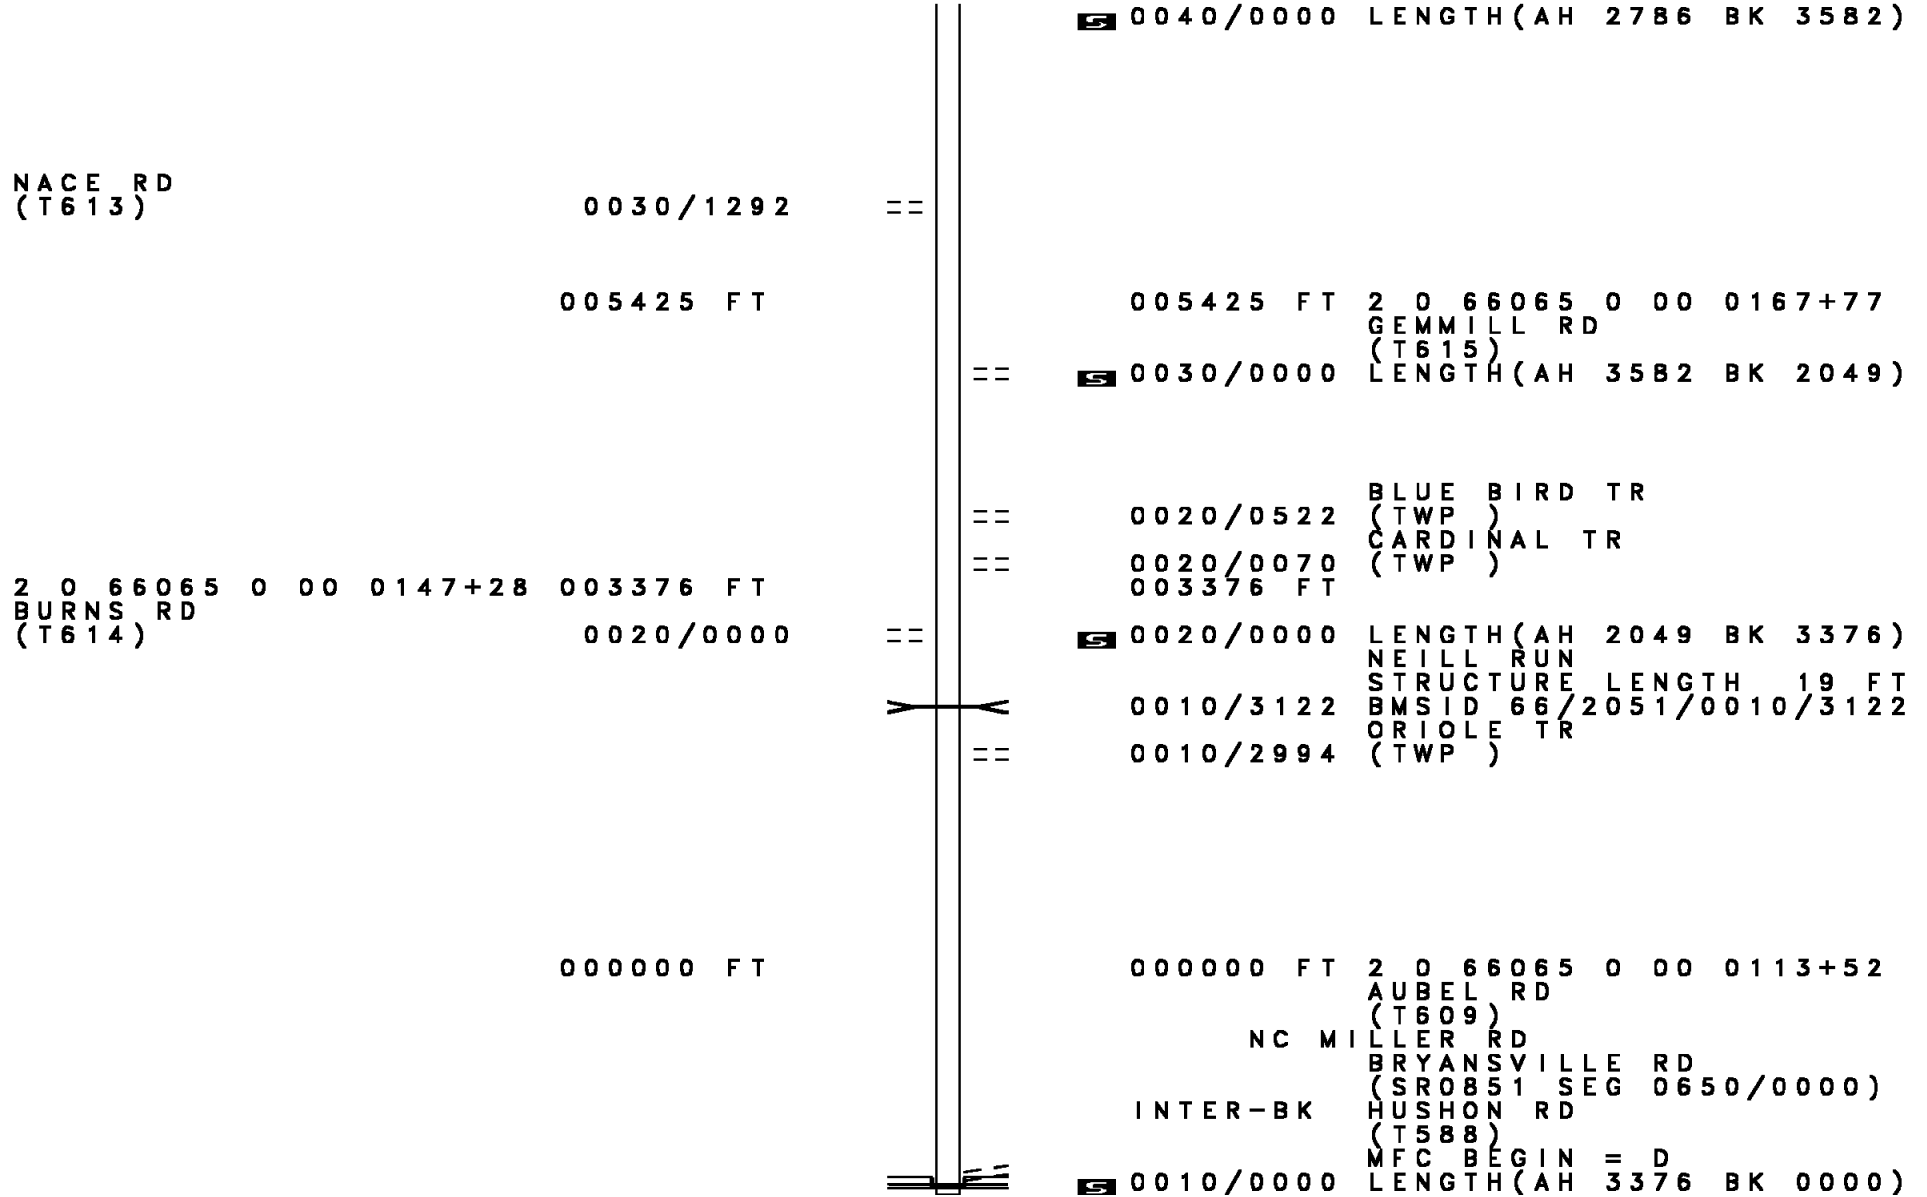 S 0040/0000 LENGTH(AH 2786 BK 3582)
NACE RD
(T613) 0030/1292 ==
005425 FT 005425 FT 2 0 66065 0 00 0167+77
GEMMILL RD
(T615)
== S 0030/0000 LENGTH(AH 3582 BK 2049)
BLUE BIRD TR
== 0020/0522 (TWP )
CARDINAL TR
== 0020/0070 (TWP )
2 0 66065 0 00 0147+28 003376 FT 003376 FT
BURNS RD
(T614) 0020/0000 == S 0020/0000 LENGTH(AH 2049 BK 3376)
NEILL RUN
STRUCTURE LENGTH 19 FT
0010/3122 BMSID 66/2051/0010/3122
ORIOLE TR
== 0010/2994 (TWP )
000000 FT 000000 FT 2 0 66065 0 00 0113+52
AUBEL RD
(T609)
NC MILLER RD
BRYANSVILLE RD
(SR0851 SEG 0650/0000)
INTER-BK HUSHON RD
(T588)
MFC BEGIN = D
S 0010/0000 LENGTH(AH 3376 BK 0000)